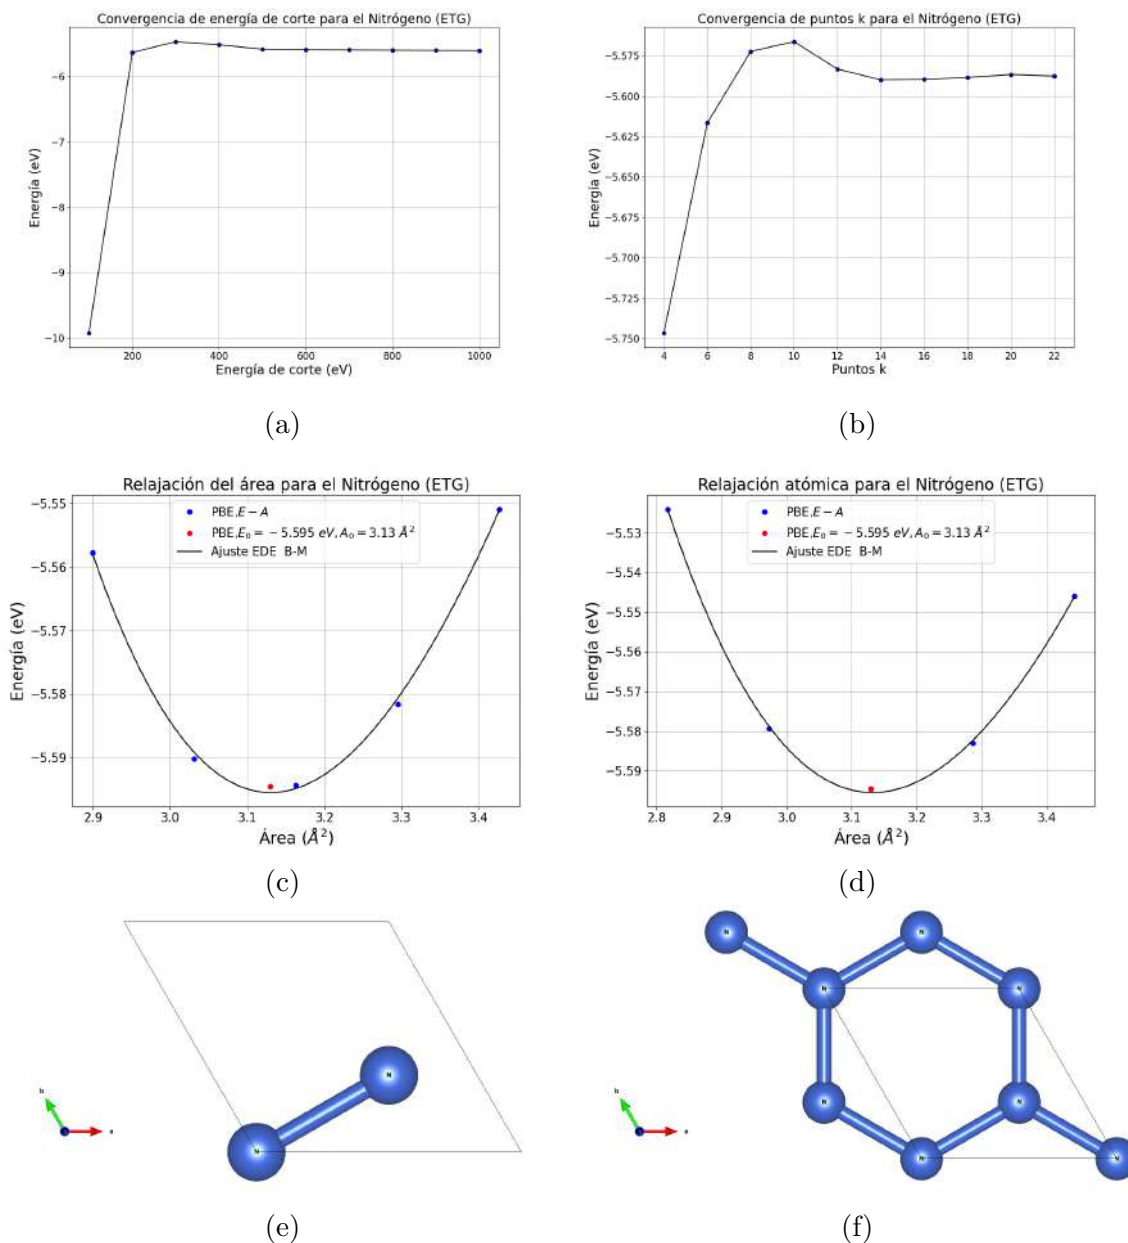 Convergencia de energía de corte para el Nitrógeno (ETG)
Energía (eV)
−6
−7
−8
−9
−10
200 400 600 800 1000
Energía de corte (eV)
(a)
Convergencia de puntos k para el Nitrógeno (ETG)
Energía (eV)
−5.575
−5.600
−5.625
−5.650
−5.675
−5.700
−5.725
−5.750
4 6 8 10 12 14 16 18 20 22
Puntos k
(b)
Relajación del área para el Nitrógeno (ETG)
PBE,E − A
PBE,E₀ = − 5.595 eV,A₀ = 3.13 Å²
Ajuste EDE B-M
Energía (eV)
−5.55
−5.56
−5.57
−5.58
−5.59
2.9 3.0 3.1 3.2 3.3 3.4
Área (Å²)
(c)
Relajación atómica para el Nitrógeno (ETG)
PBE,E − A
PBE,E₀ = − 5.595 eV,A₀ = 3.13 Å²
Ajuste EDE B-M
Energía (eV)
−5.53
−5.54
−5.55
−5.56
−5.57
−5.58
−5.59
2.8 2.9 3.0 3.1 3.2 3.3 3.4
Área (Å²)
(d)
N
N
b
a
(e)
N
N
N
N
N
N
N
N
b
a
(f)